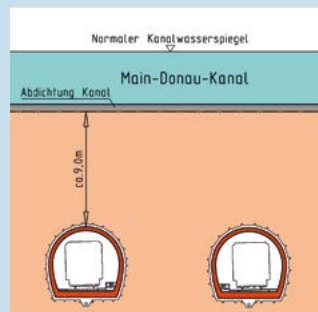 Normaler Kanalwasserspiegel
Main-Donau-Kanal
Abdichtung Kanal
ca.9,0m